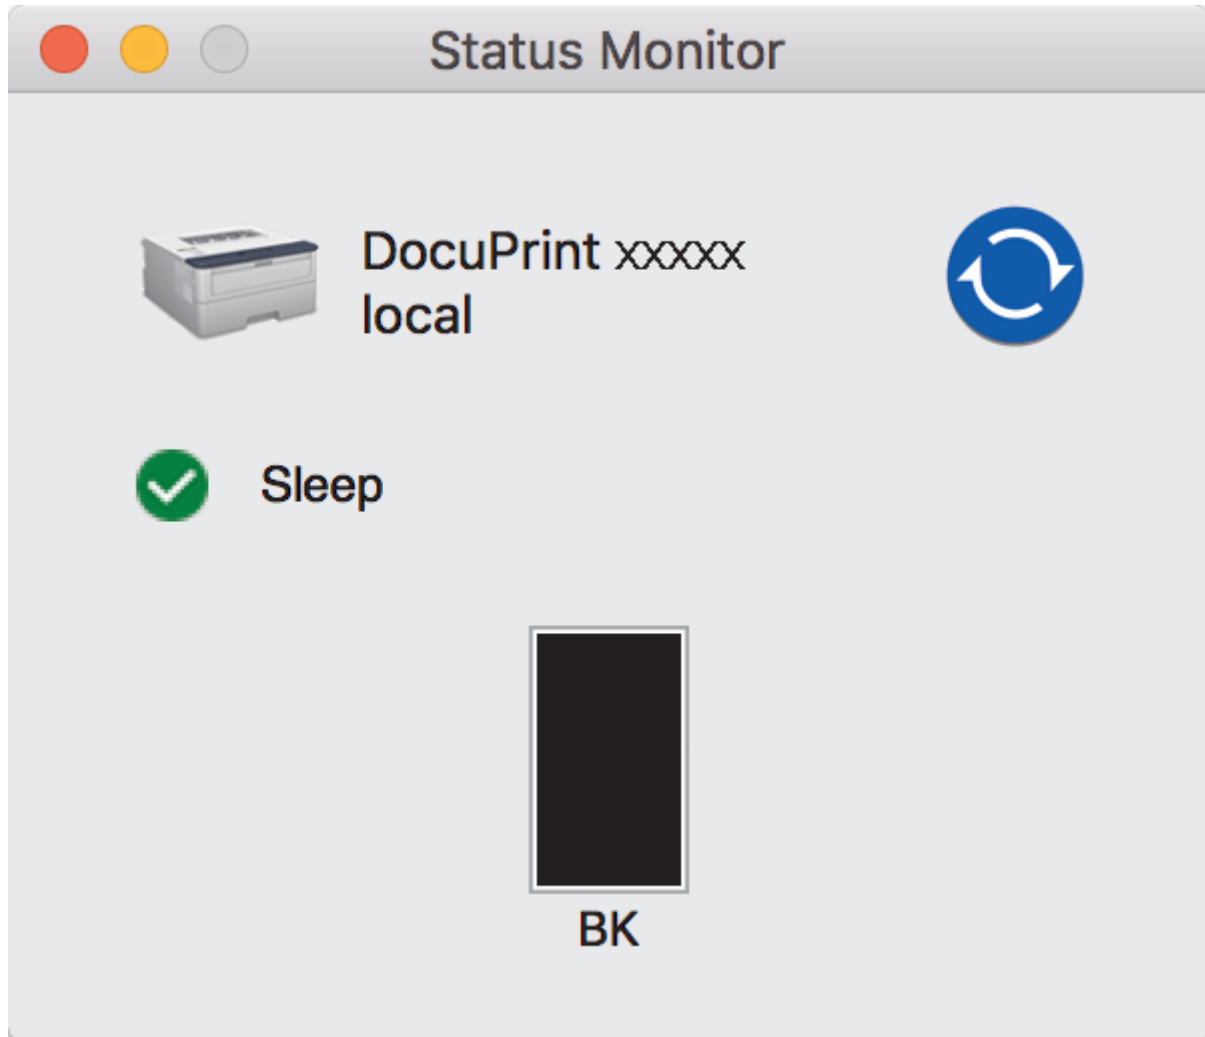 Status Monitor
DocuPrint xxxxx
local
Sleep
BK